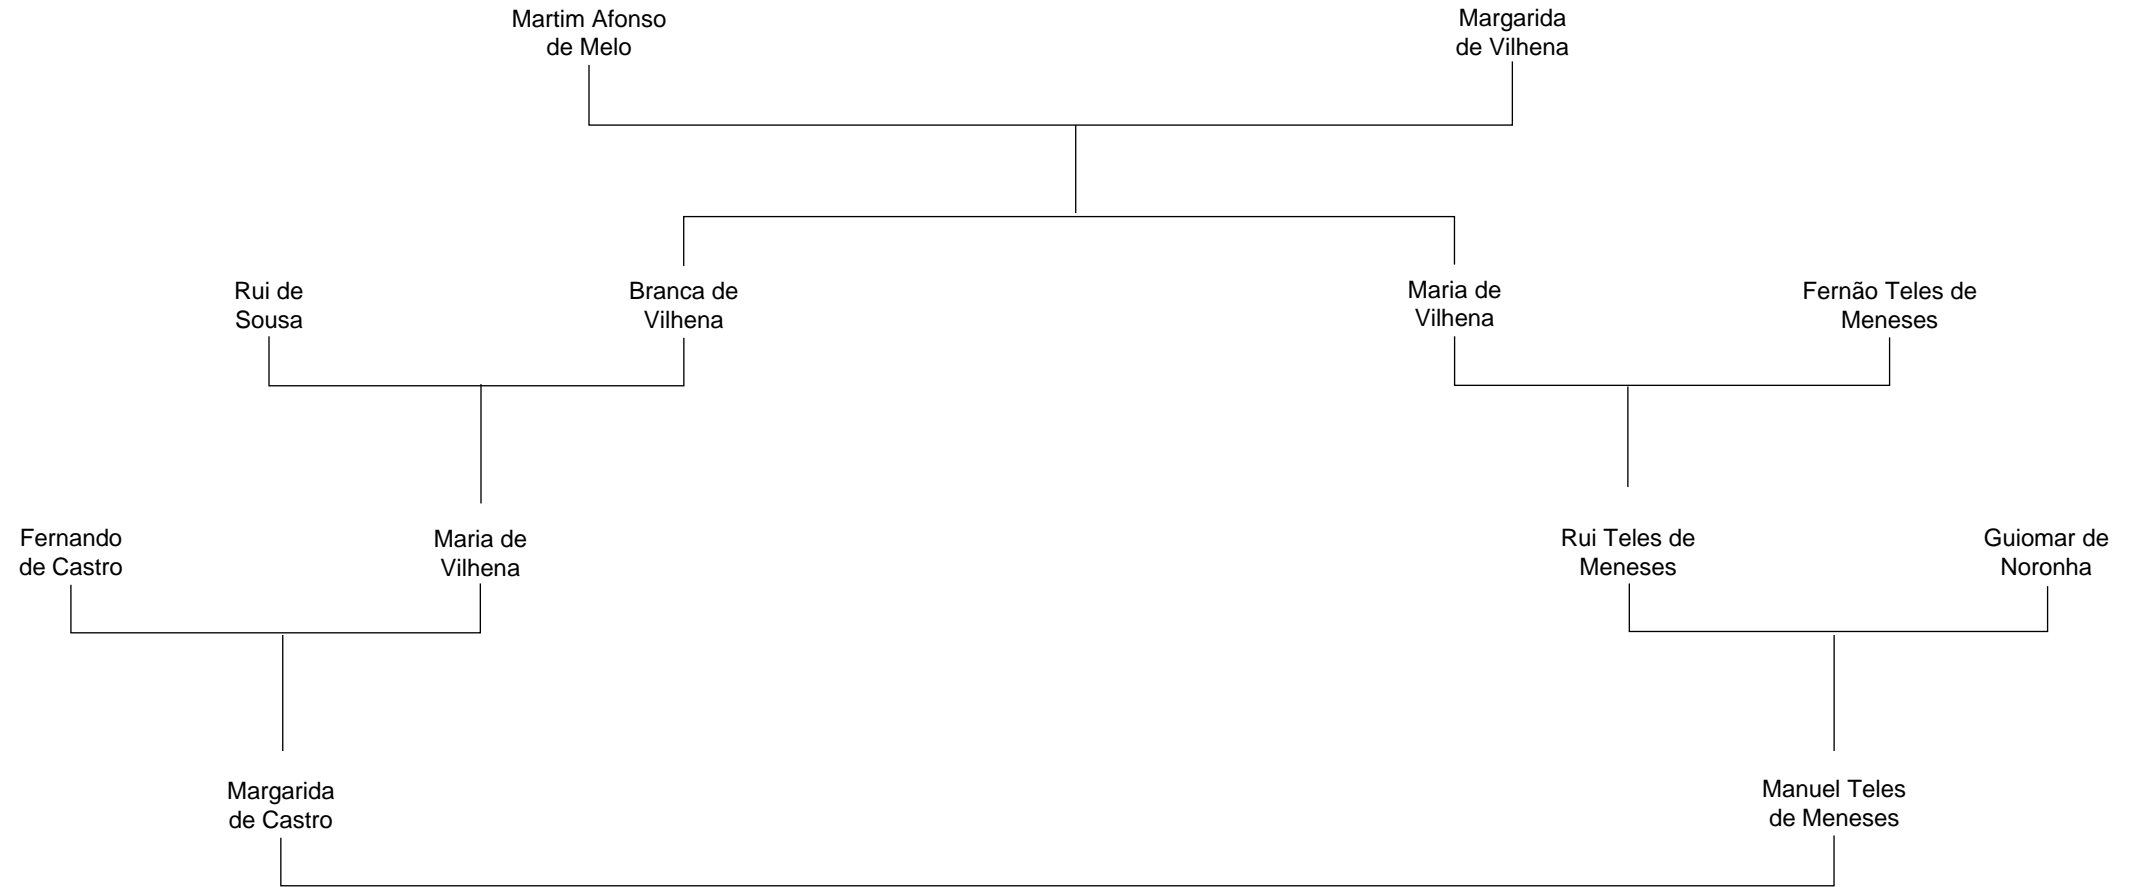 Martim Afonso
de Melo
Margarida
de Vilhena
Rui de
Sousa
Branca de
Vilhena
Maria de
Vilhena
Fernão Teles de
Meneses
Fernando
de Castro
Maria de
Vilhena
Rui Teles de
Meneses
Guiomar de
Noronha
Margarida
de Castro
Manuel Teles
de Meneses